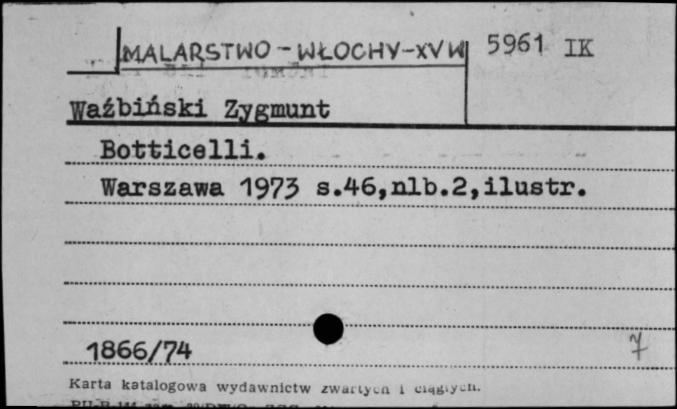 MALARSTWO - WŁOCHY - XVW 5961 IK
Waźbiński Zygmunt
Botticelli.
Warszawa 1973 s.46,nlb.2,ilustr.
1866/74 7
Karta katalogowa wydawnictw zwartych i ciągłych.